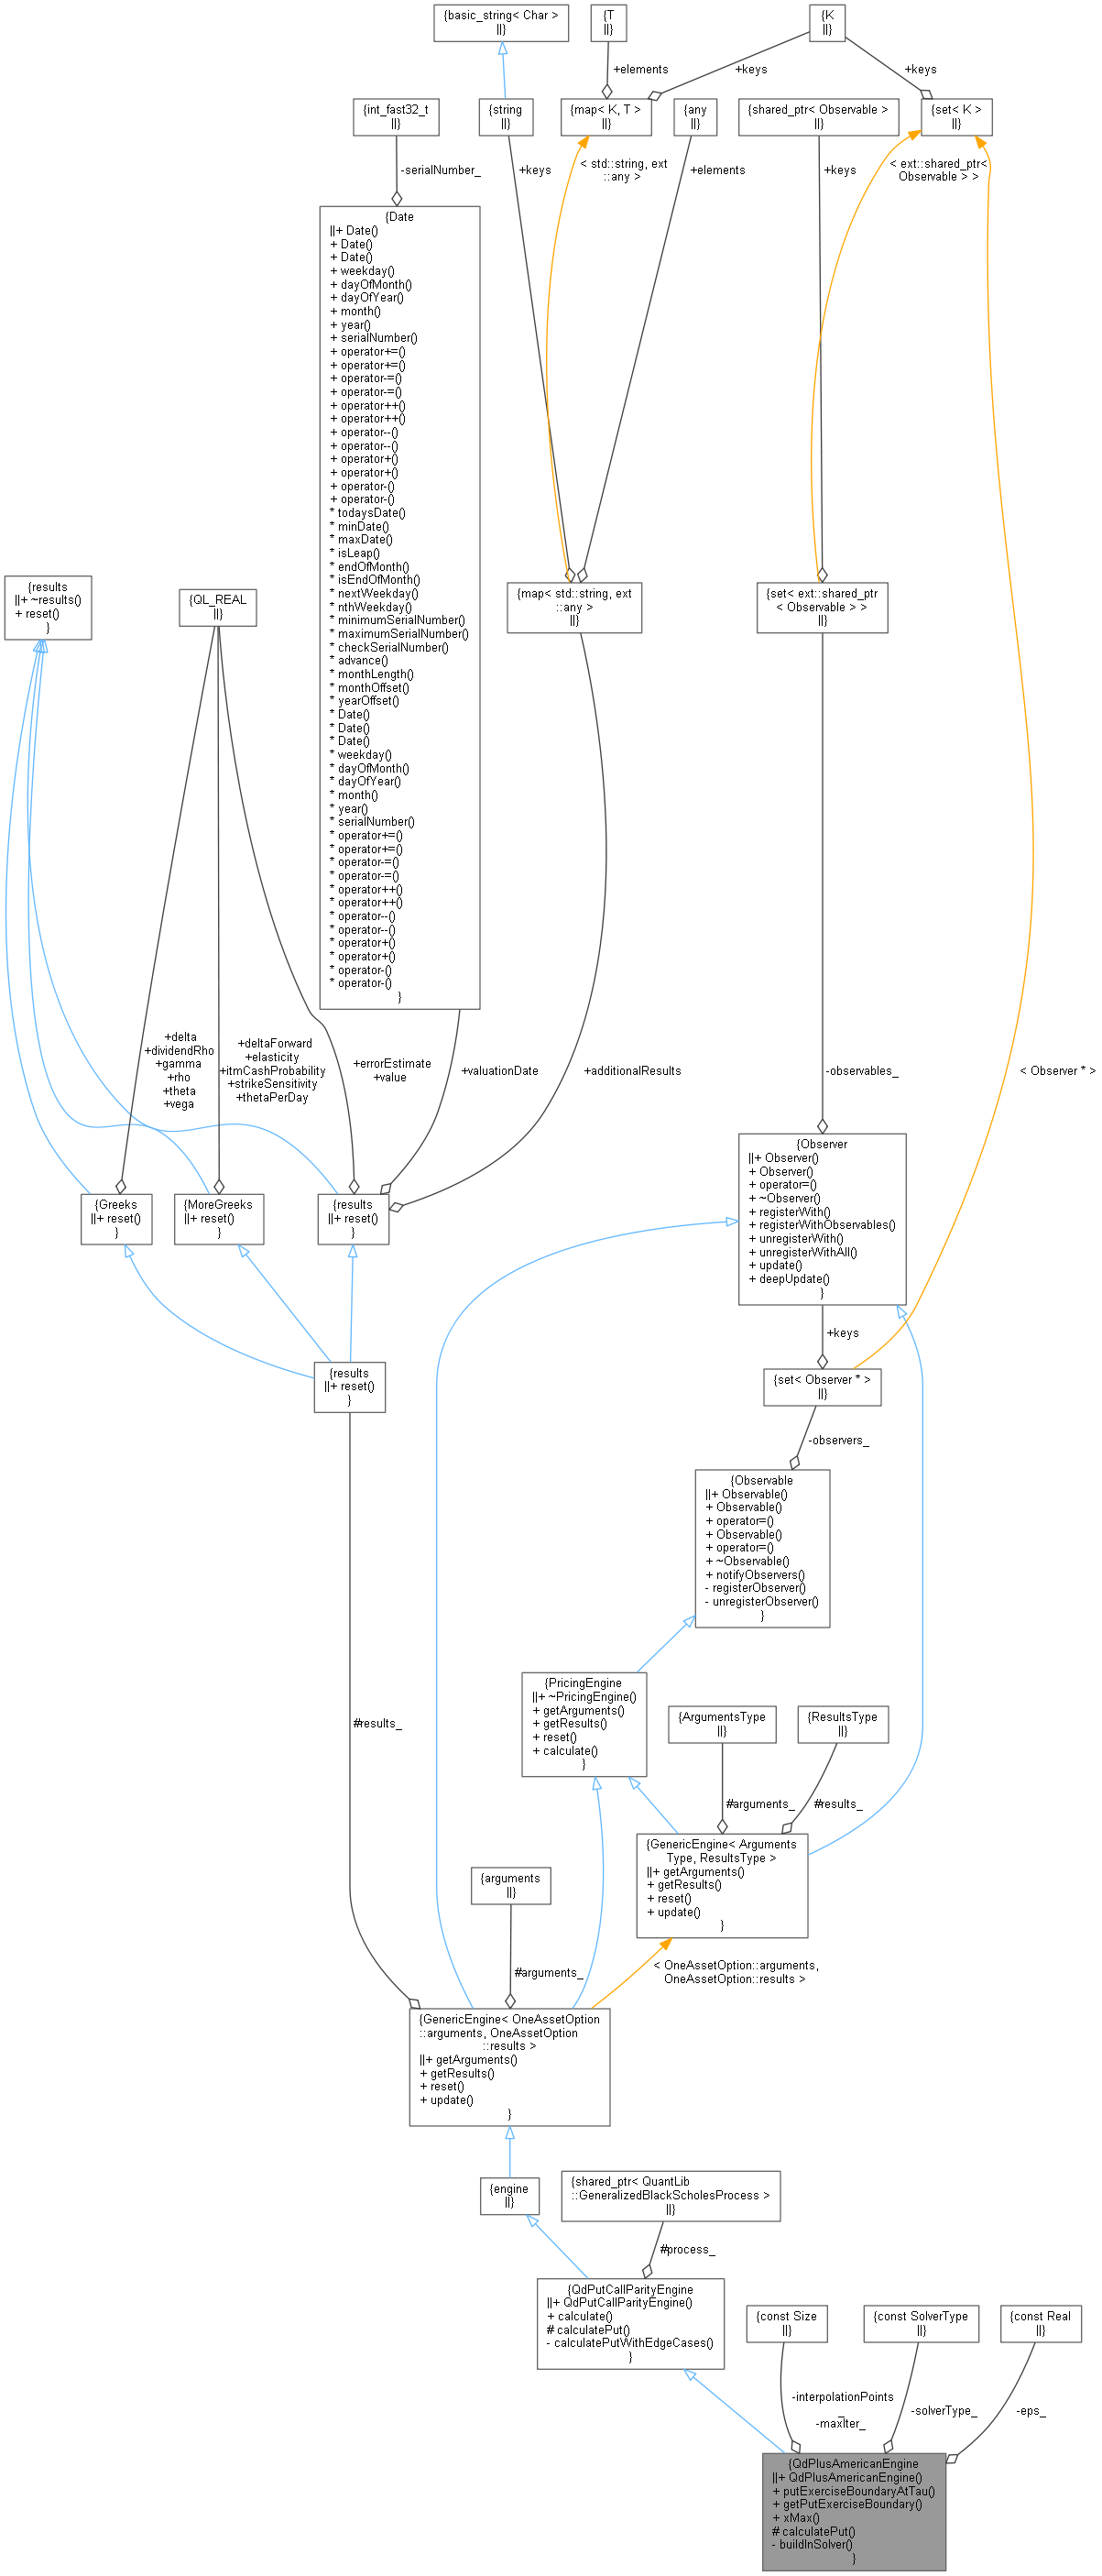 {basic_string< Char >
||}
{T
||}
{K
||}
+elements
+keys
+keys
{int_fast32_t
||}
{string
||}
{map< K, T >
||}
{any
||}
{shared_ptr< Observable >
||}
{set< K >
||}
-serialNumber_
+keys
< std::string, ext
::any >
+elements
+keys
< ext::shared_ptr<
Observable > >
{Date
||+ Date()
+ Date()
+ Date()
+ weekday()
+ dayOfMonth()
+ dayOfYear()
+ month()
+ year()
+ serialNumber()
+ operator+=()
+ operator+=()
+ operator-=()
+ operator-=()
+ operator++()
+ operator++()
+ operator--()
+ operator--()
+ operator+()
+ operator+()
+ operator-()
+ operator-()
* todaysDate()
* minDate()
* maxDate()
* isLeap()
* endOfMonth()
* isEndOfMonth()
* nextWeekday()
* nthWeekday()
* minimumSerialNumber()
* maximumSerialNumber()
* checkSerialNumber()
* advance()
* monthLength()
* monthOffset()
* yearOffset()
* Date()
* Date()
* Date()
* weekday()
* dayOfMonth()
* dayOfYear()
* month()
* year()
* serialNumber()
* operator+=()
* operator+=()
* operator-=()
* operator-=()
* operator++()
* operator++()
* operator--()
* operator--()
* operator+()
* operator+()
* operator-()
* operator-()
}
{results
||+ ~results()
+ reset()
}
{QL_REAL
||}
{map< std::string, ext
::any >
||}
{set< ext::shared_ptr
< Observable > >
||}
+delta
+dividendRho
+gamma
+rho
+theta
+vega
+deltaForward
+elasticity
+itmCashProbability
+strikeSensitivity
+thetaPerDay
+errorEstimate
+value
+valuationDate
+additionalResults
-observables_
< Observer * >
{Greeks
||+ reset()
}
{MoreGreeks
||+ reset()
}
{results
||+ reset()
}
{Observer
||+ Observer()
+ Observer()
+ operator=()
+ ~Observer()
+ registerWith()
+ registerWithObservables()
+ unregisterWith()
+ unregisterWithAll()
+ update()
+ deepUpdate()
}
+keys
{results
||+ reset()
}
{set< Observer * >
||}
-observers_
{Observable
||+ Observable()
+ Observable()
+ operator=()
+ Observable()
+ operator=()
+ ~Observable()
+ notifyObservers()
- registerObserver()
- unregisterObserver()
}
{PricingEngine
||+ ~PricingEngine()
+ getArguments()
+ getResults()
+ reset()
+ calculate()
}
{ArgumentsType
||}
{ResultsType
||}
#results_
#arguments_
#results_
{GenericEngine< Arguments
Type, ResultsType >
||+ getArguments()
+ getResults()
+ reset()
+ update()
}
{arguments
||}
#arguments_
< OneAssetOption::arguments,
OneAssetOption::results >
{GenericEngine< OneAssetOption
::arguments, OneAssetOption
::results >
||+ getArguments()
+ getResults()
+ reset()
+ update()
}
{engine
||}
{shared_ptr< QuantLib
::GeneralizedBlackScholesProcess >
||}
#process_
{QdPutCallParityEngine
||+ QdPutCallParityEngine()
+ calculate()
# calculatePut()
- calculatePutWithEdgeCases()
}
{const Size
||}
{const SolverType
||}
{const Real
||}
-interpolationPoints
_
-maxIter_
-solverType_
-eps_
{QdPlusAmericanEngine
||+ QdPlusAmericanEngine()
+ putExerciseBoundaryAtTau()
+ getPutExerciseBoundary()
+ xMax()
# calculatePut()
- buildInSolver()
}